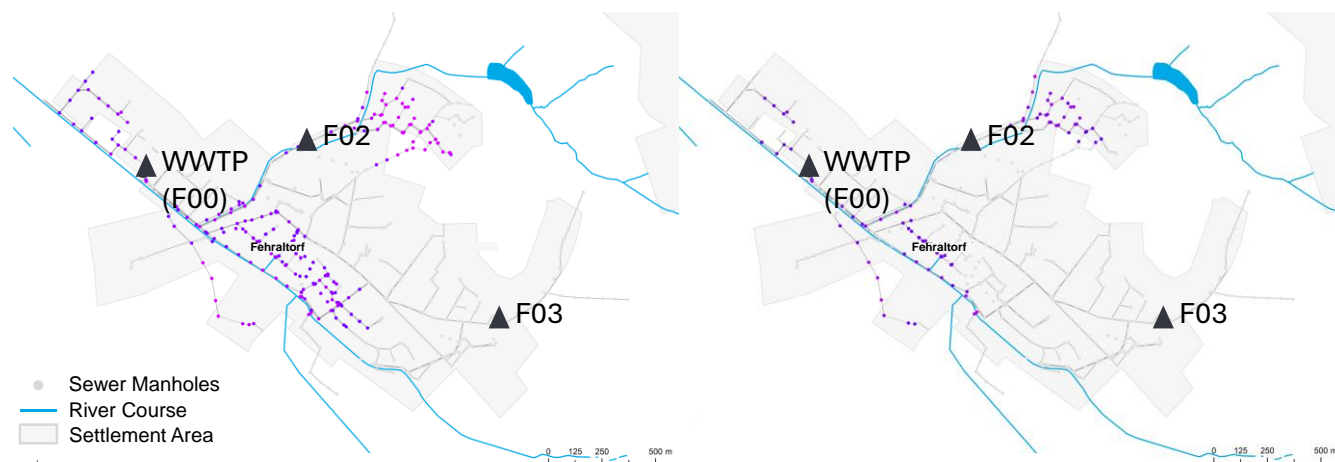 F02
WWTP
(F00)
Fehraltorf
F03
Sewer Manholes
River Course
Settlement Area
0 125 250 500 m
F02
WWTP
(F00)
Fehraltorf
F03
0 125 250 500 m